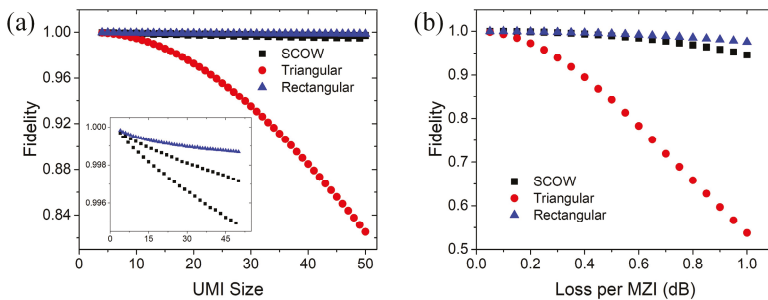 (a)
1.00
0.96
0.92
0.88
0.84
Fidelity
SCOW
Triangular
Rectangular
1.000
0.998
0.996
0 15 30 45
0 10 20 30 40 50
UMI Size
(b)
1.0
0.9
0.8
0.7
0.6
0.5
Fidelity
SCOW
Triangular
Rectangular
0.0 0.2 0.4 0.6 0.8 1.0
Loss per MZI (dB)